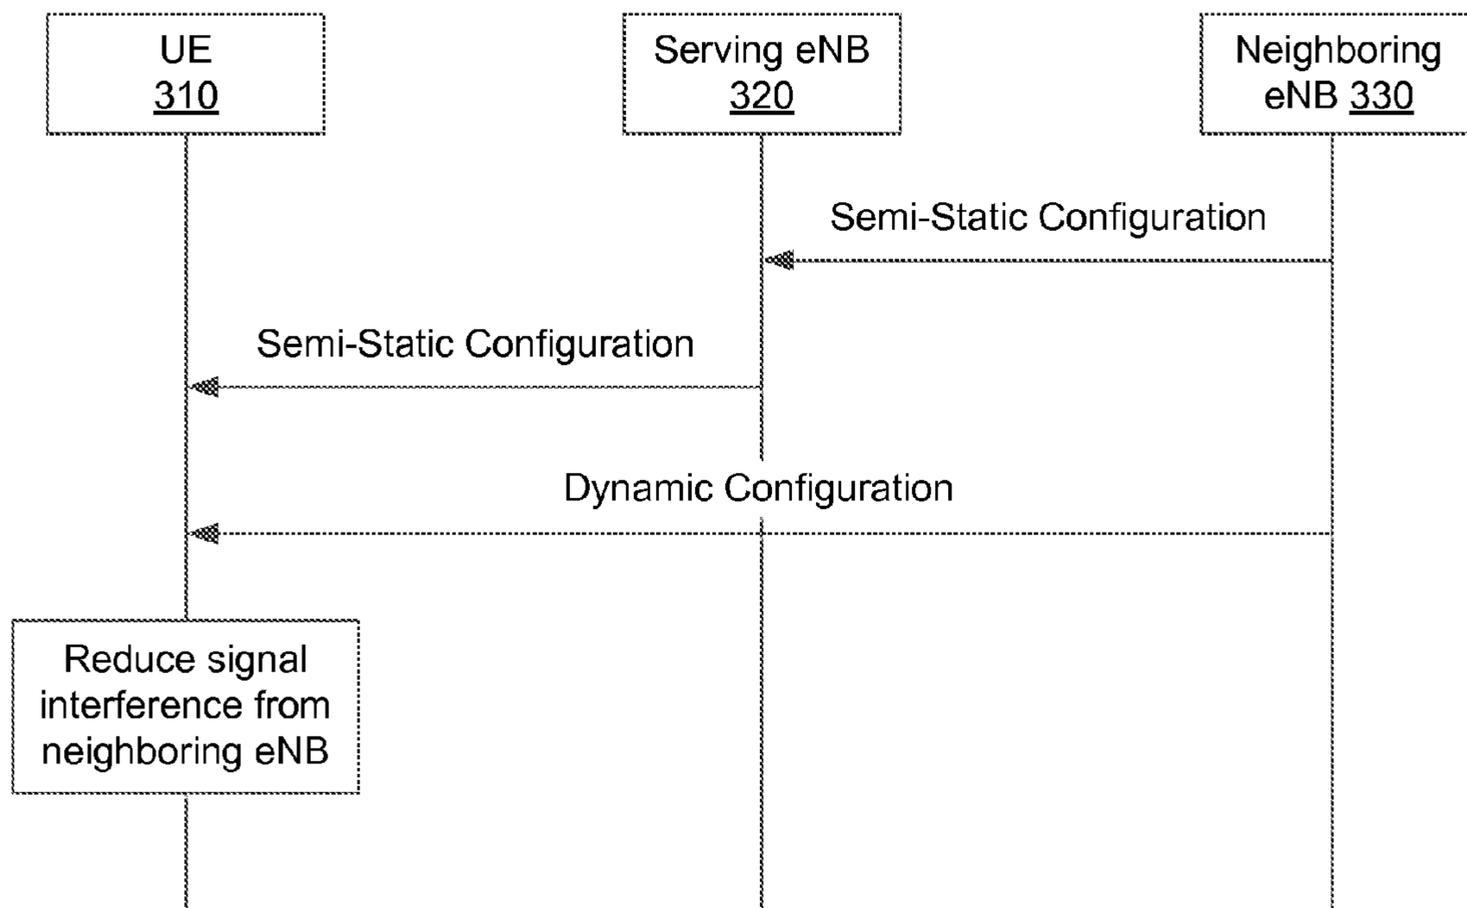 UE
310
Serving eNB
320
Neighboring
eNB 330
Semi-Static Configuration
Semi-Static Configuration
Dynamic Configuration
Reduce signal
interference from
neighboring eNB